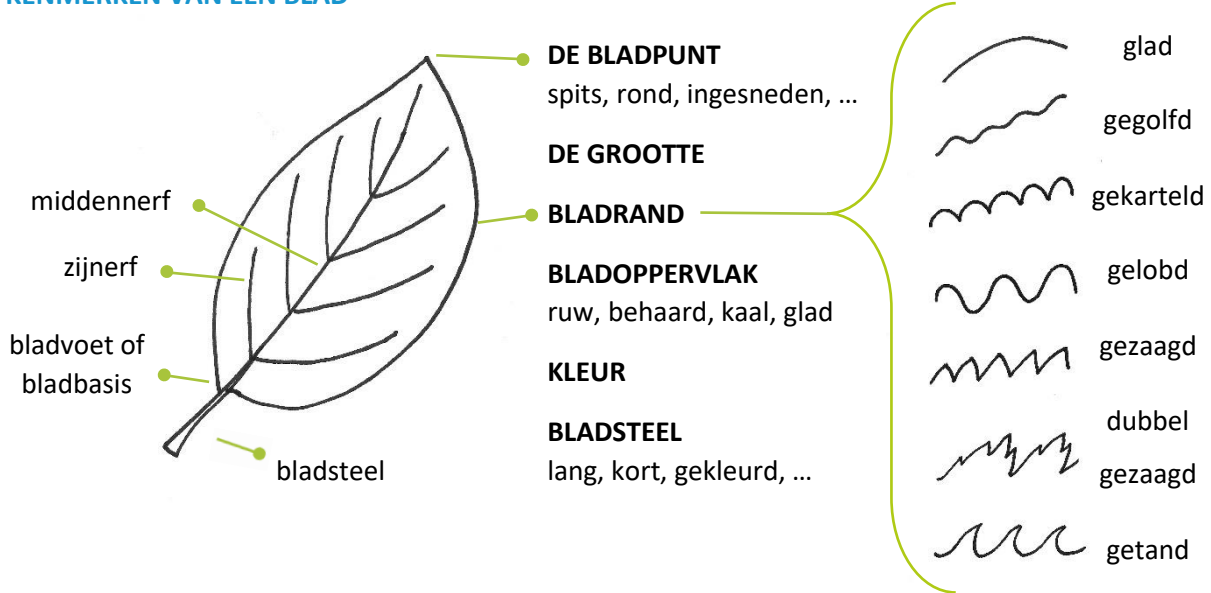 KENMERKEN VAN EEN BLAD
middennerf
zijnerf
bladvoet of
bladbasis
bladsteel
DE BLADPUNT
spits, rond, ingesneden, …
DE GROOTTE
BLADRAND
BLADOPPERVLAK
ruw, behaard, kaal, glad
KLEUR
BLADSTEEL
lang, kort, gekleurd, …
glad
gegolfd
gekarteld
gelobd
gezaagd
dubbel
gezaagd
getand